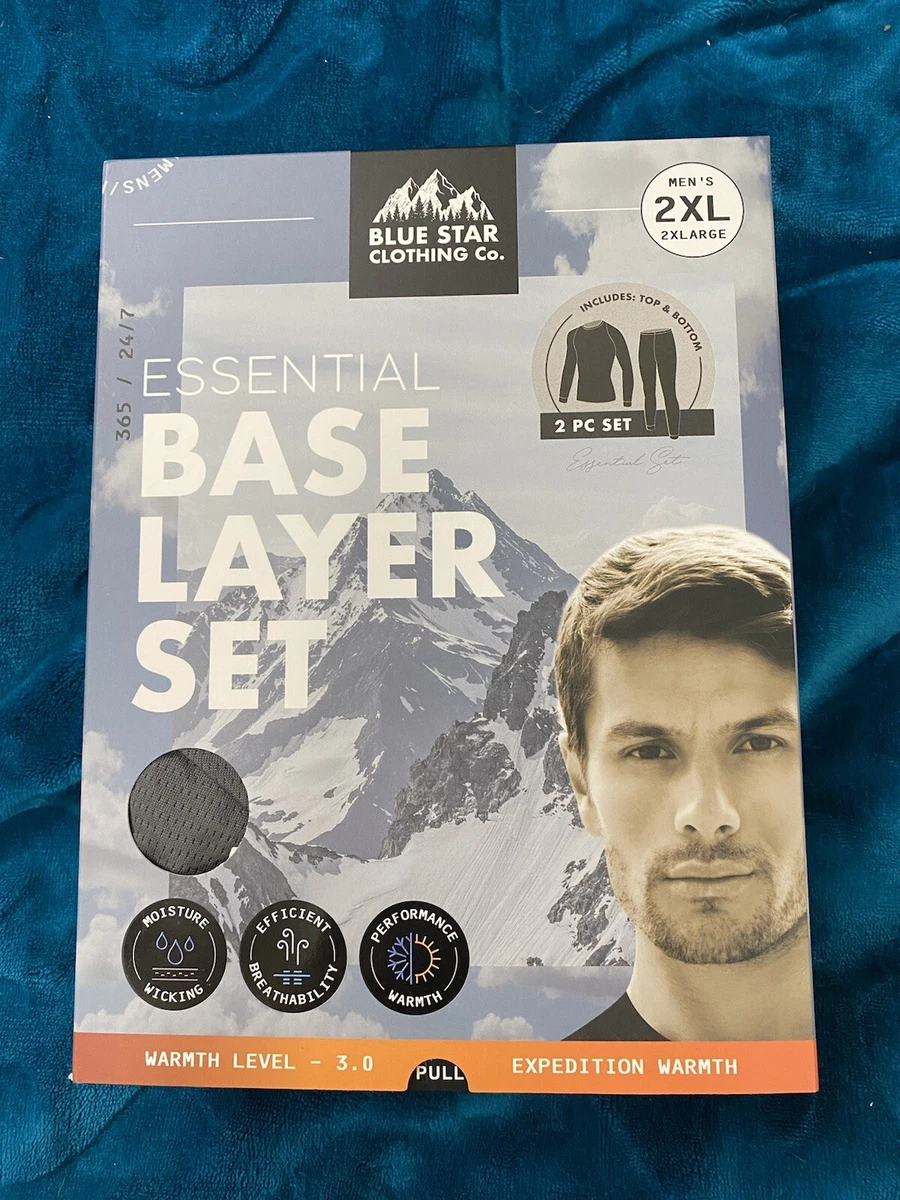 MENS//
BLUE STAR
CLOTHING Co.
MEN'S
2XL
2XLARGE
INCLUDES: TOP & BOTTOM
2 PC SET
Essential Set
365 / 24/7
ESSENTIAL
BASE
LAYER
SET
MOISTURE
WICKING
EFFICIENT
BREATHABILITY
PERFORMANCE
WARMTH
WARMTH LEVEL – 3.0
PULL
EXPEDITION WARMTH